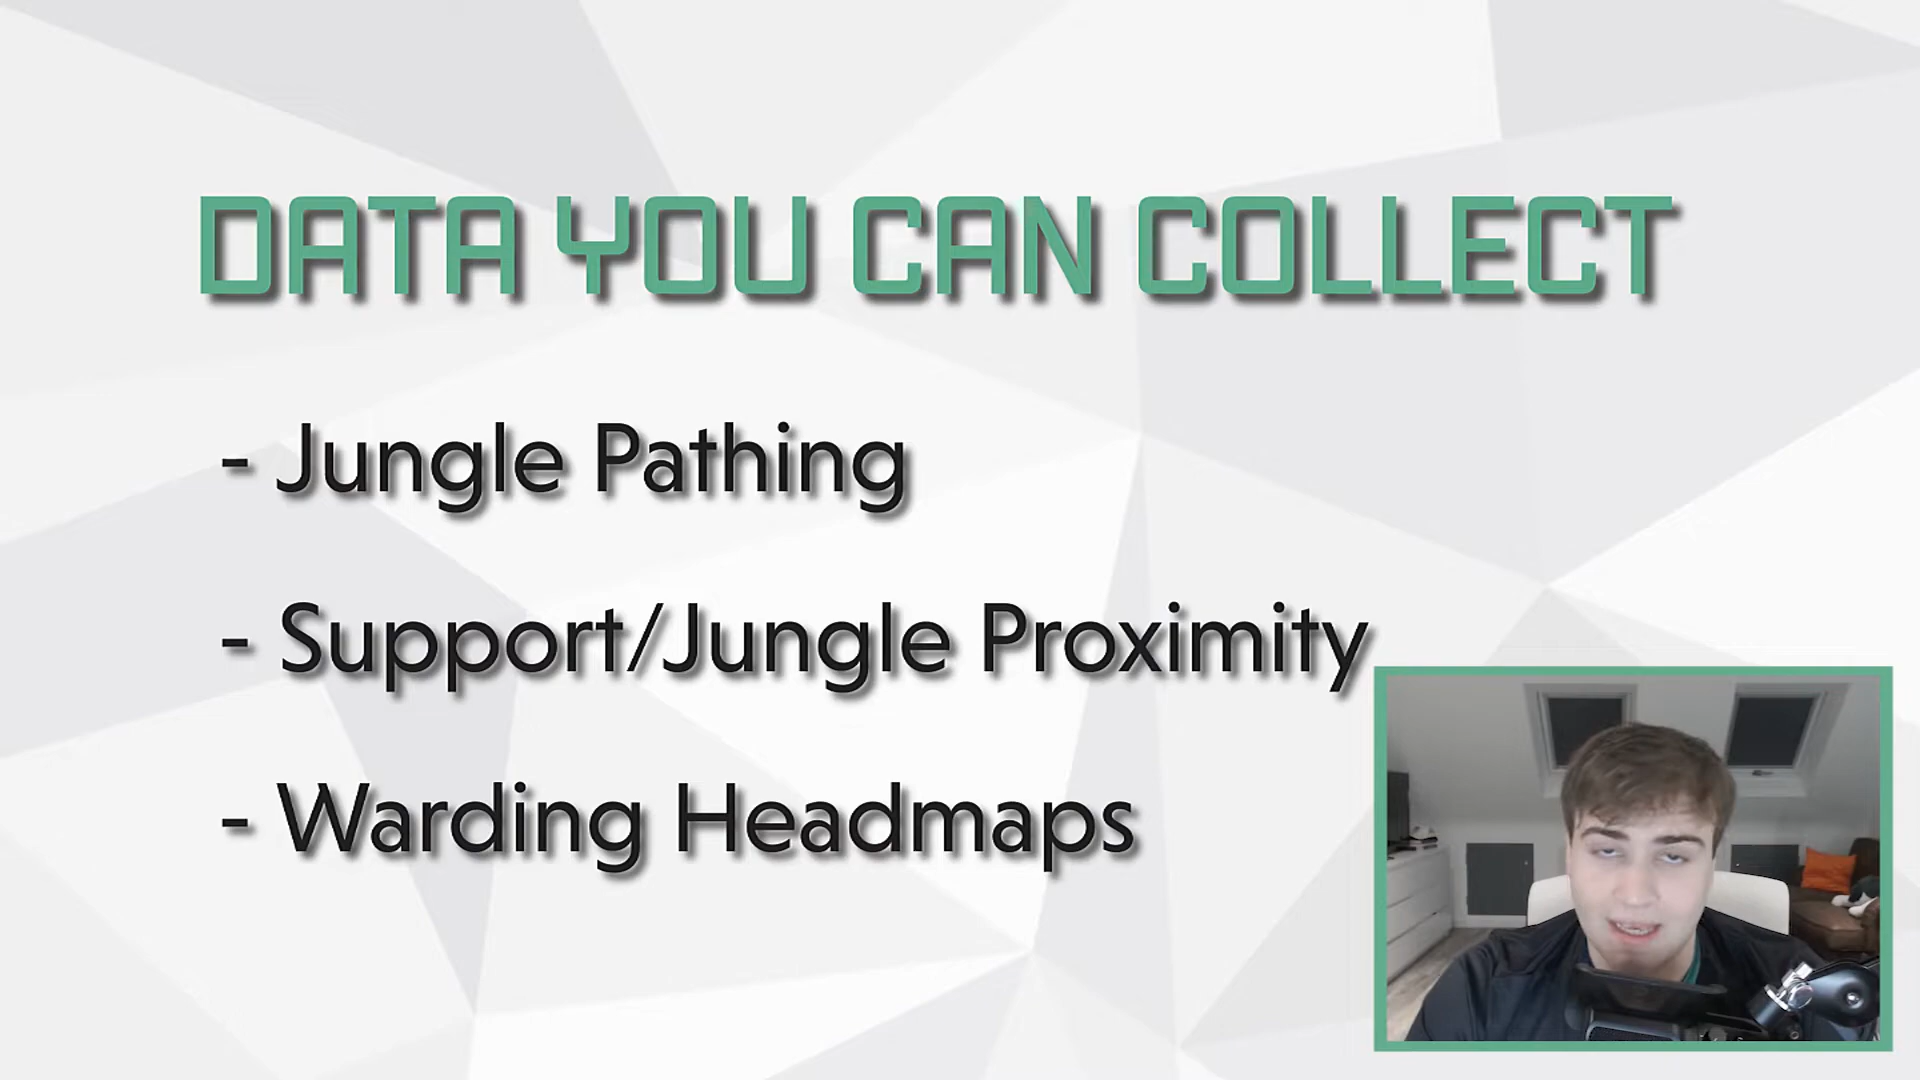 DATA YOU CAN COLLECT
- Jungle Pathing
- Support/Jungle Proximity
- Warding Headmaps